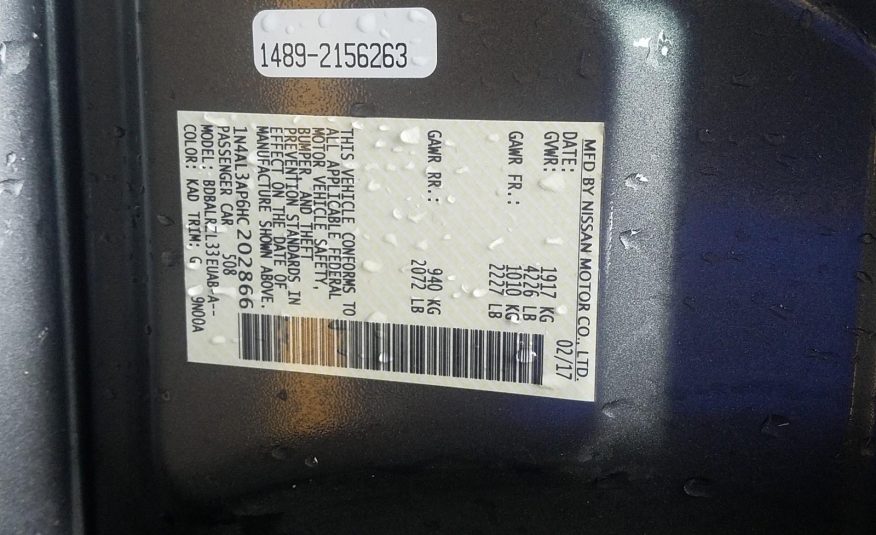 1489-2156263
MFD BY NISSAN MOTOR CO., LTD.
DATE: 02/17
GVWR: 1917 KG
4226 LB
GAWR FR.: 1010 KG
2227 LB
GAWR RR.: 940 KG
2072 LB
THIS VEHICLE CONFORMS TO
ALL APPLICABLE FEDERAL
MOTOR VEHICLE SAFETY,
BUMPER AND THEFT
PREVENTION STANDARDS IN
EFFECT ON THE DATE OF
MANUFACTURE SHOWN ABOVE.
1N4AL3AP6HC202866
PASSENGER CAR 508
MODEL: BDBALRZL33EUAB-A--
COLOR: KAD TRIM: G 9N00A